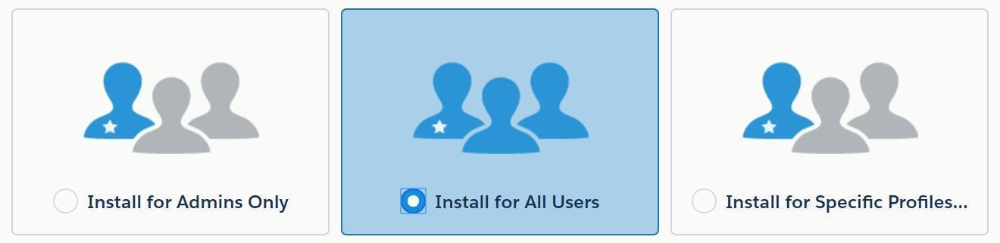 Install for Admins Only
Install for All Users
Install for Specific Profiles...